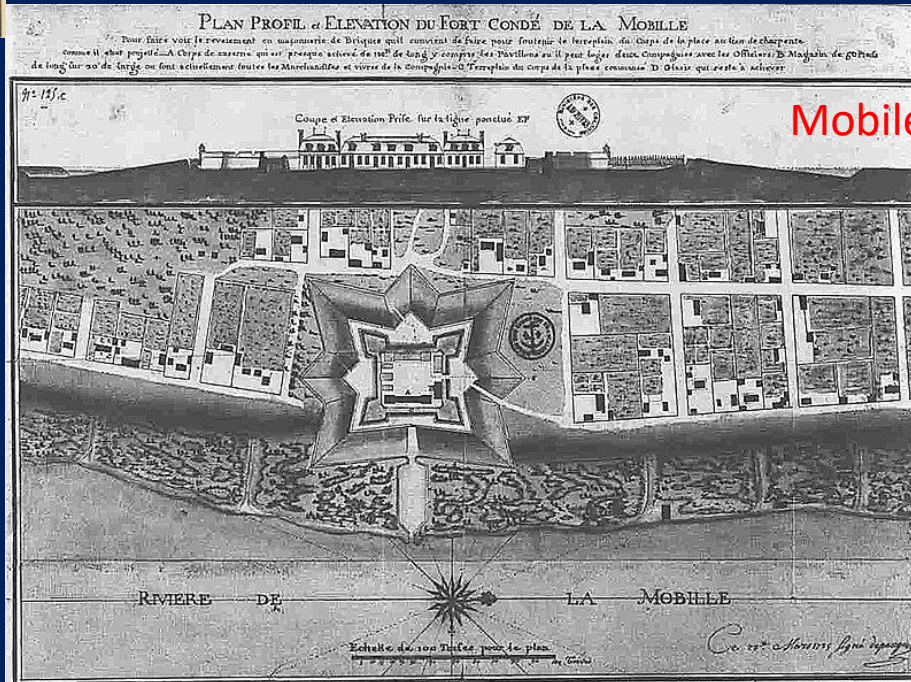 PLAN PROFIL et ELEVATION DU FORT CONDÉ DE LA MOBILLE
Pour faire voir le revetement en maçonnerie de Briques quil convient de faire pour soutenir le terreplain du Corps de la place au lieu de charpente
comme il etoit projetté. A Corps de caserne qui est presque achevé de de long y compris les Pavillons ou il peut loger deux Compagnies avec les Officiers B Magasin de 60 Pieds
de long sur 20 de large ou sont actuellement toutes les Marchandises et vivres de la Compagnie C Terreplain du corps de la place commencé D Glacis qui reste a achever
Nº 125.c
Coupe et Elevation Prise sur la ligne ponctué EF
Mobile
RIVIERE DE LA MOBILLE
Echelle de 100 Toises pour le plan
Ce signé